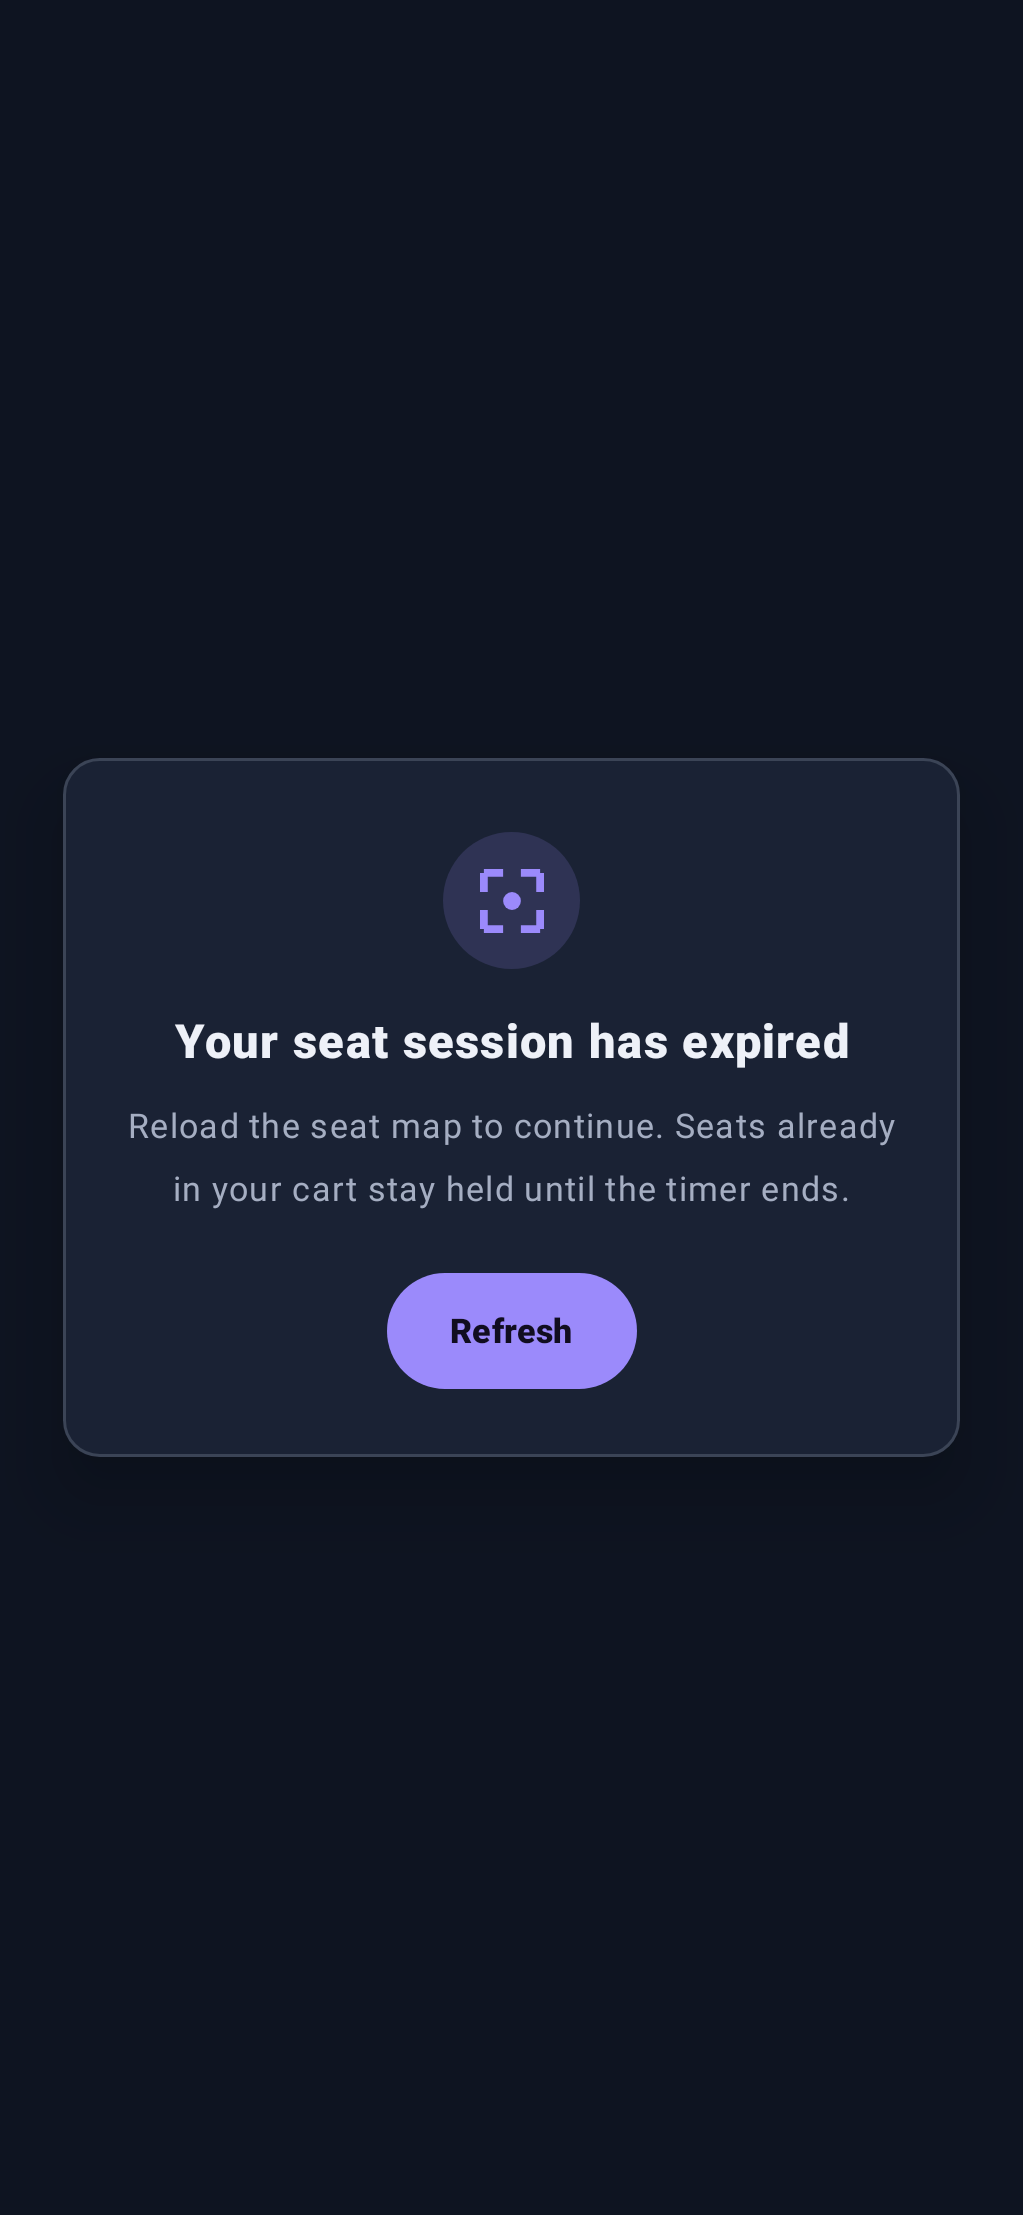 Your seat session has expired
Reload the seat map to continue. Seats already
in your cart stay held until the timer ends.
Refresh